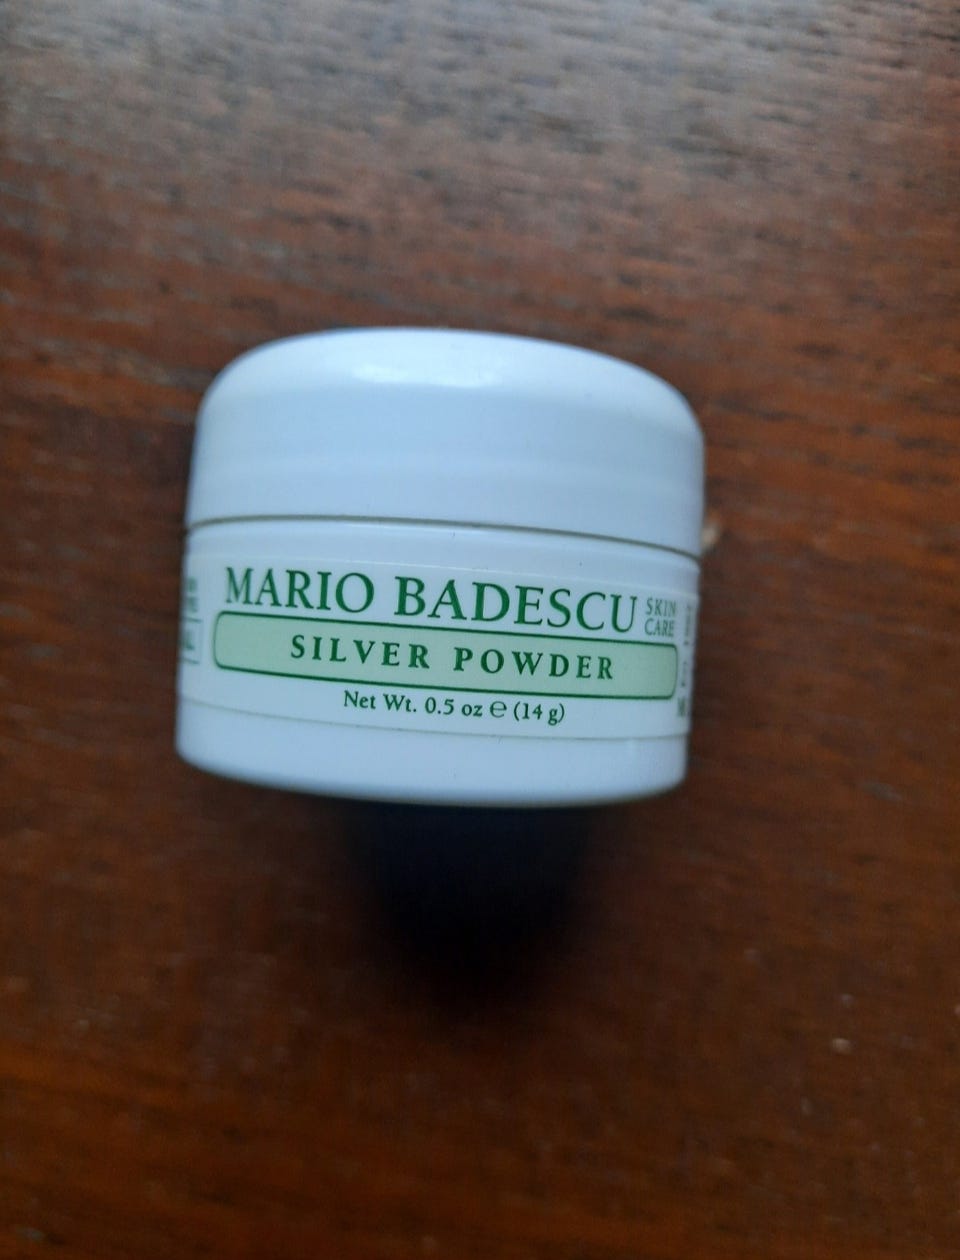 MARIO BADESCU SKIN
CARE
SILVER POWDER
Net Wt. 0.5 oz ℮ (14 g)